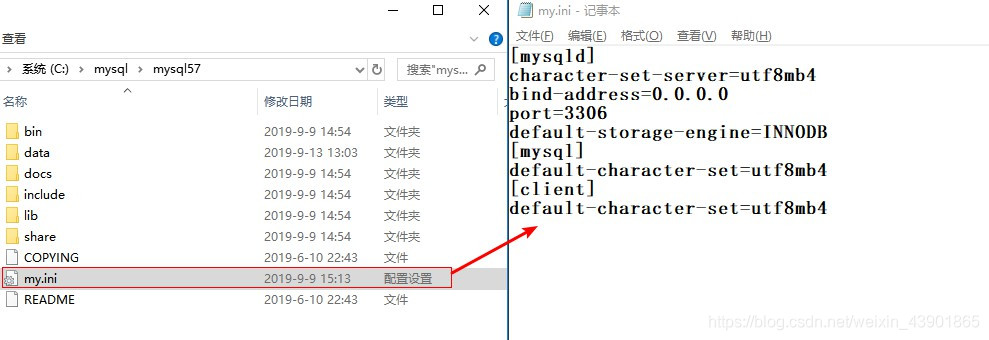 查看
系统 (C:) mysql mysql57 搜索"mys...
名称 修改日期 类型
bin 2019-9-9 14:54 文件夹
data 2019-9-13 13:03 文件夹
docs 2019-9-9 14:54 文件夹
include 2019-9-9 14:54 文件夹
lib 2019-9-9 14:54 文件夹
share 2019-9-9 14:54 文件夹
COPYING 2019-6-10 22:43 文件
my.ini 2019-9-9 15:13 配置设置
README 2019-6-10 22:43 文件
my.ini - 记事本
文件(F) 编辑(E) 格式(O) 查看(V) 帮助(H)
[mysqld]
character-set-server=utf8mb4
bind-address=0.0.0.0
port=3306
default-storage-engine=INNODB
[mysql]
default-character-set=utf8mb4
[client]
default-character-set=utf8mb4
https://blog.csdn.net/weixin_43901865